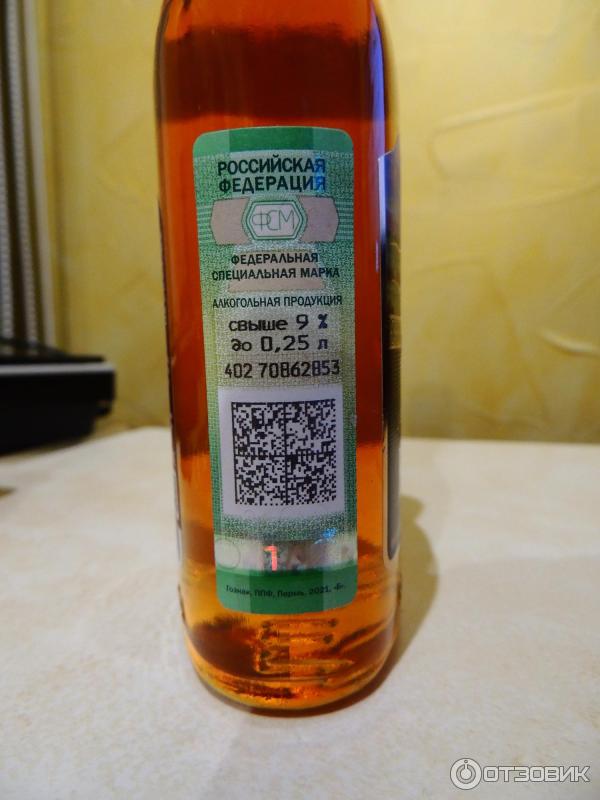 РОССИЙСКАЯ
ФЕДЕРАЦИЯ
ФСМ
ФЕДЕРАЛЬНАЯ
СПЕЦИАЛЬНАЯ МАРКА
АЛКОГОЛЬНАЯ ПРОДУКЦИЯ
свыше 9 %
до 0,25 л
402 70862853
1
Гознак, ППФ, Пермь, 2021, «Б».
ОТЗОВИК